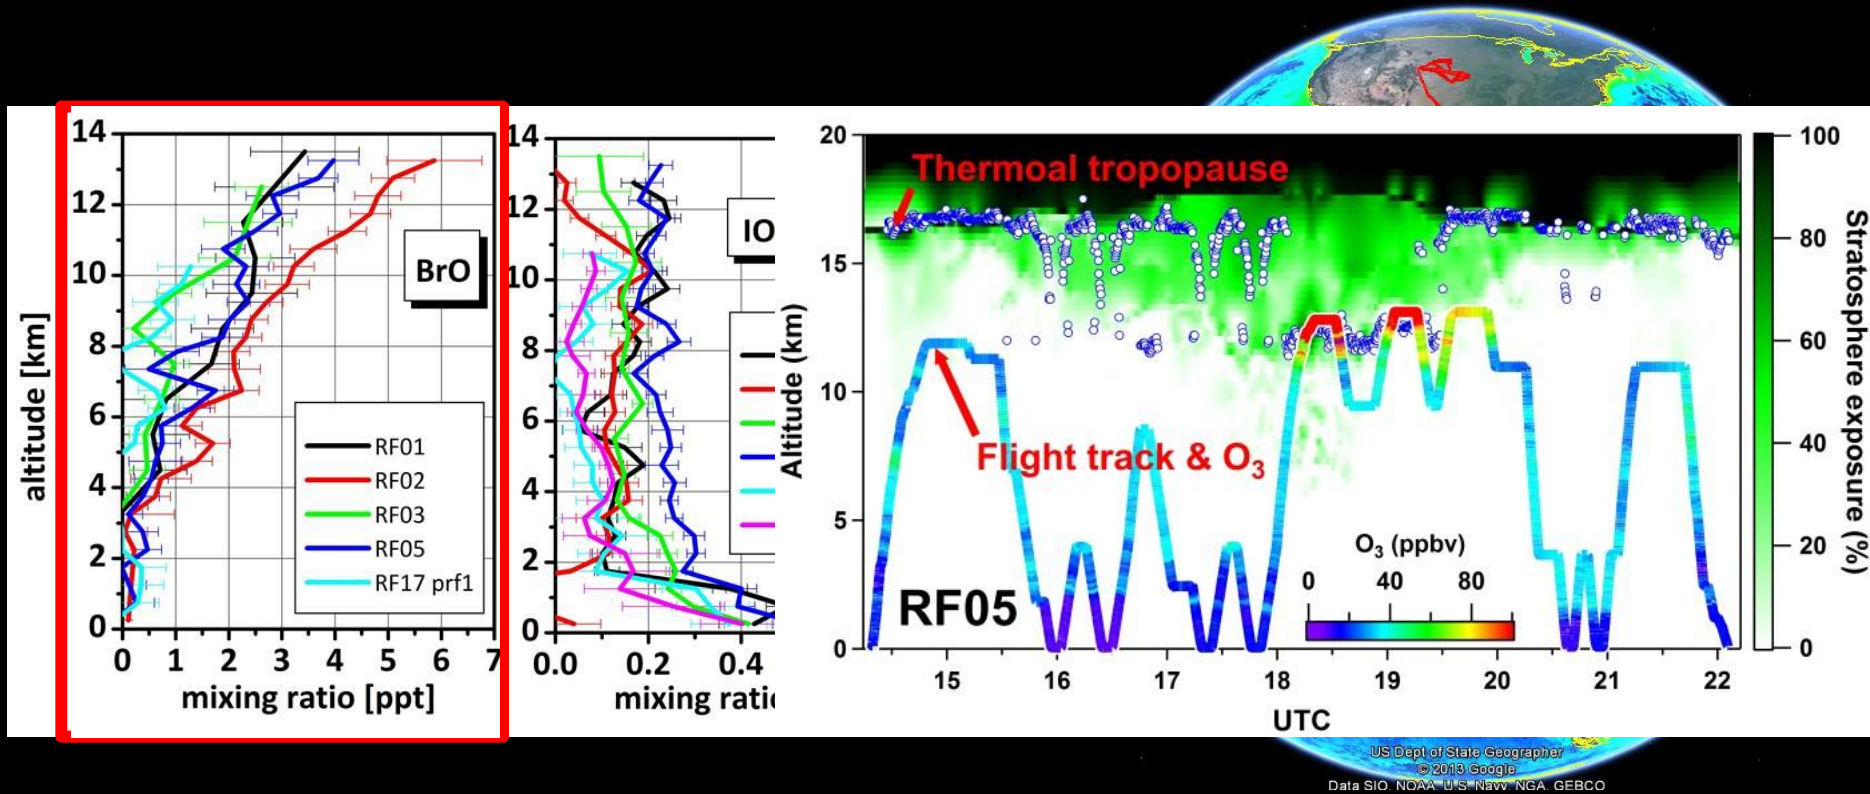 altitude [km]
14
12
10
8
6
4
2
0
BrO
RF01
RF02
RF03
RF05
RF17 prf1
0 1 2 3 4 5 6 7
mixing ratio [ppt]
14
12
10
8
6
4
2
0
IO
0.0 0.2 0.4
mixing ratio
Altitude (km)
20
15
10
5
0
Thermoal tropopause
Flight track & O3
RF05
O3 (ppbv)
0 40 80
15 16 17 18 19 20 21 22
UTC
100
80
60
40
20
0
Stratosphere exposure (%)
US Dept of State Geographer
© 2013 Google
Data SIO, NOAA, U.S. Navy, NGA, GEBCO